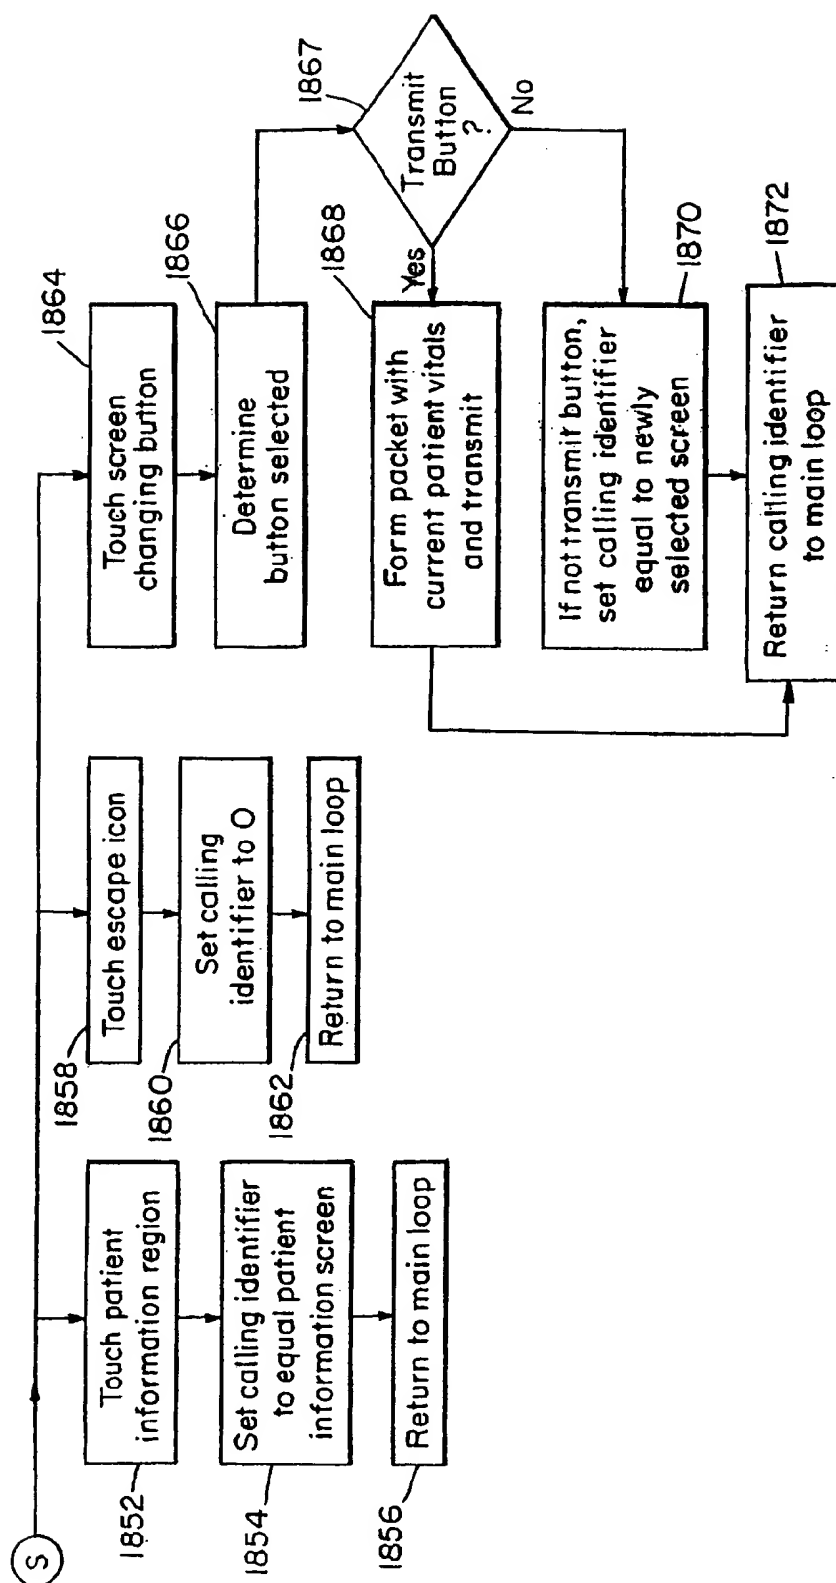 S
1852
Touch patient
information region
1854
Set calling identifier
to equal patient
information screen
1856
Return to main loop
1858
Touch escape icon
1860
Set calling
identifier to 0
1862
Return to main loop
1864
Touch screen
changing button
1866
Determine
button selected
1867
Transmit
Button
?
Yes
No
1868
Form packet with
current patient vitals
and transmit
1870
If not transmit button,
set calling identifier
equal to newly
selected screen
1872
Return calling identifier
to main loop